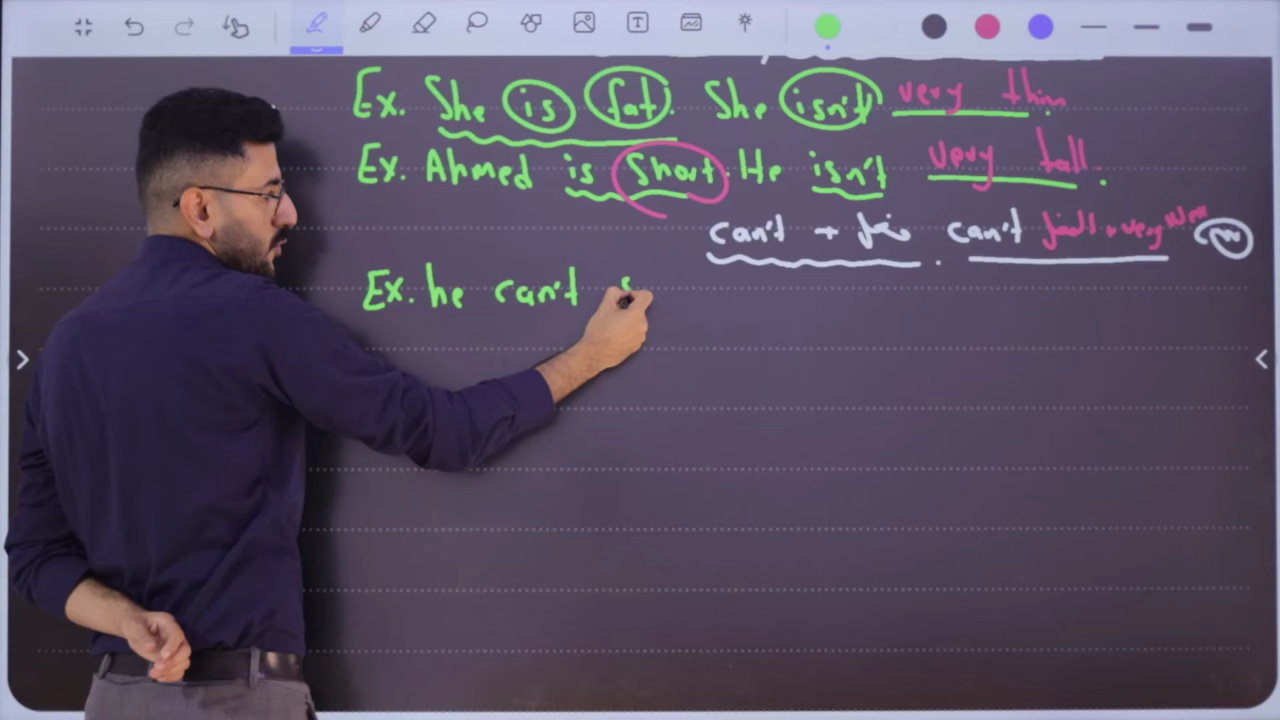 Ex. She is fat. She isn't very thin.
Ex. Ahmed is Short. He isn't very tall.
can't + فعل . can't فعل + very well
Ex. he can't s